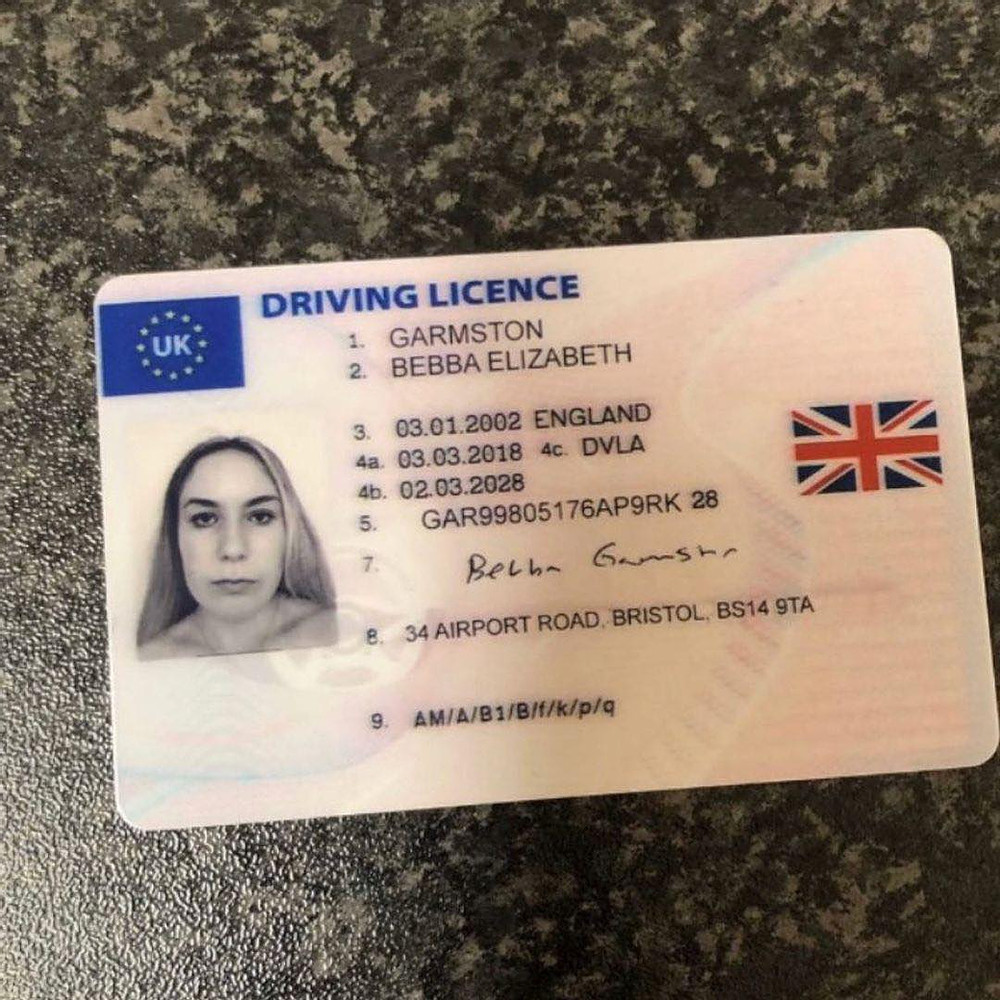 UK
DRIVING LICENCE
1. GARMSTON
2. BEBBA ELIZABETH
3. 03.01.2002 ENGLAND
4a. 03.03.2018 4c. DVLA
4b. 02.03.2028
5. GAR99805176AP9RK 28
7. Bebba
8. 34 AIRPORT ROAD, BRISTOL, BS14 9TA
9. AM/A/B1/B/f/k/p/q